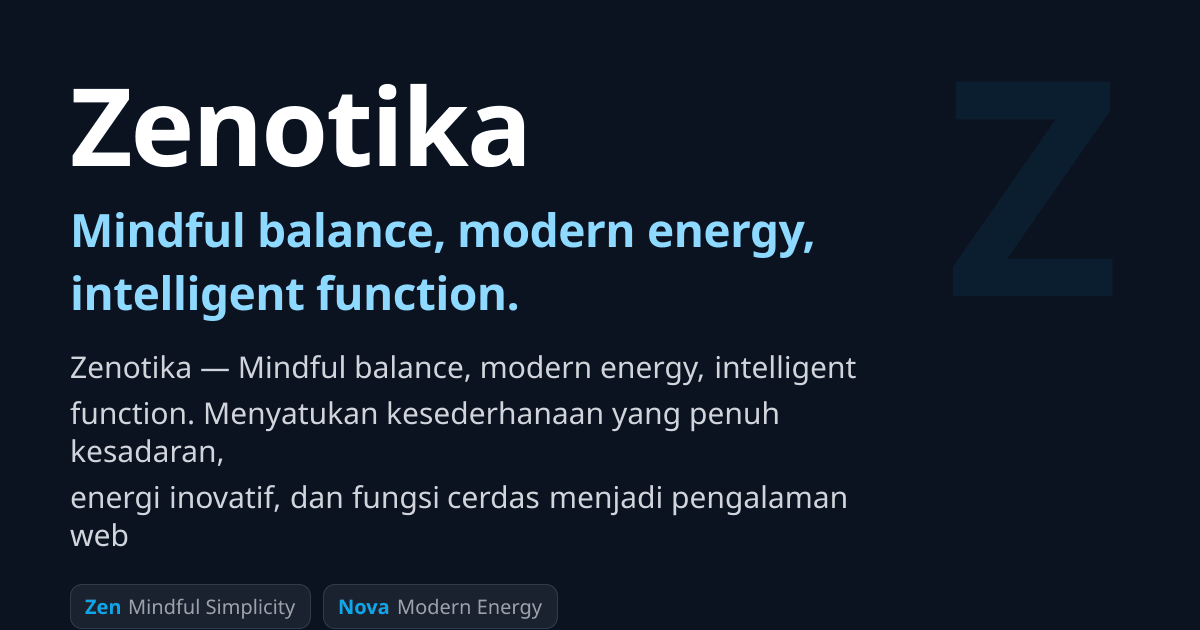 Zenotika
Z
Mindful balance, modern energy,
intelligent function.
Zenotika — Mindful balance, modern energy, intelligent
function. Menyatukan kesederhanaan yang penuh
kesadaran,
energi inovatif, dan fungsi cerdas menjadi pengalaman
web
Zen Mindful Simplicity
Nova Modern Energy